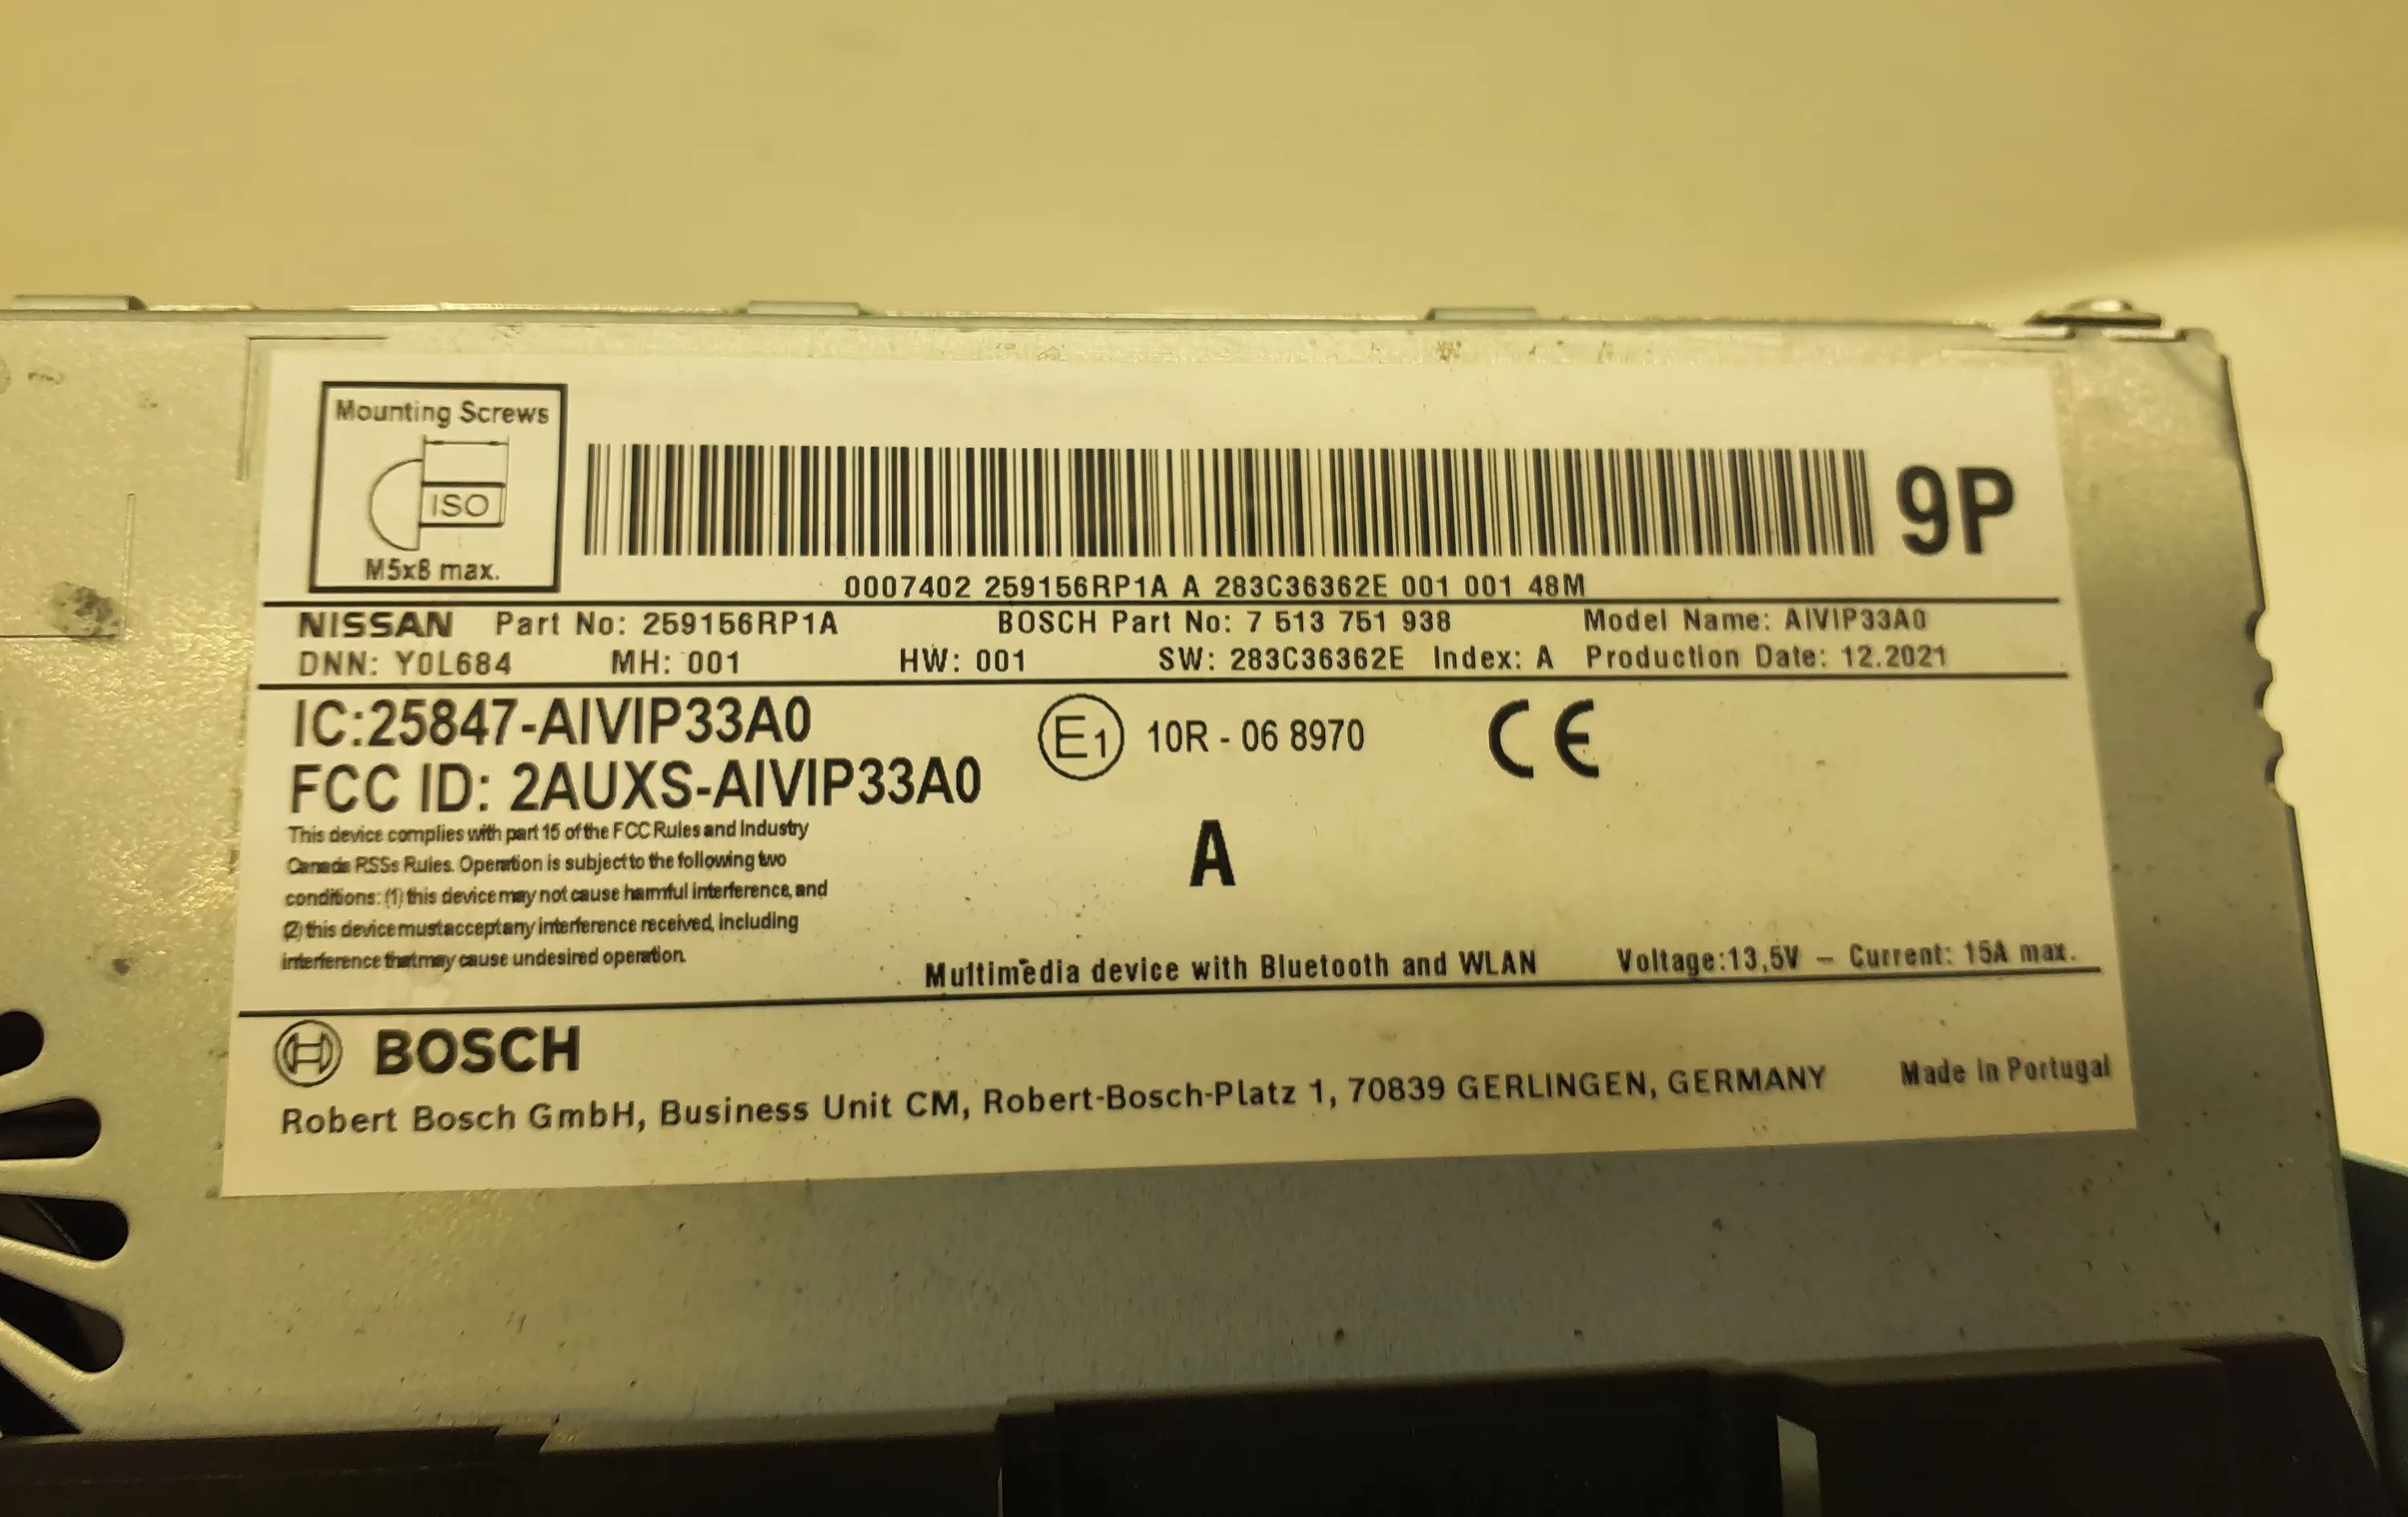 Mounting Screws
ISO
M5x8 max.
9P
0007402 259156RP1A A 283C36362E 001 001 48M
NISSAN Part No: 259156RP1A BOSCH Part No: 7 513 751 938 Model Name: AIVIP33A0
DNN: Y0L684 MH: 001 HW: 001 SW: 283C36362E Index: A Production Date: 12.2021
IC:25847-AIVIP33A0
E1 10R - 06 8970 CE
FCC ID: 2AUXS-AIVIP33A0
This device complies with part 15 of the FCC Rules and Industry
Canada RSSs Rules. Operation is subject to the following two
conditions: (1) this device may not cause harmful interference, and
(2) this device must accept any interference received, including
interference that may cause undesired operation.
A
Multimedia device with Bluetooth and WLAN Voltage:13,5V – Current: 15A max.
BOSCH
Robert Bosch GmbH, Business Unit CM, Robert-Bosch-Platz 1, 70839 GERLINGEN, GERMANY Made in Portugal